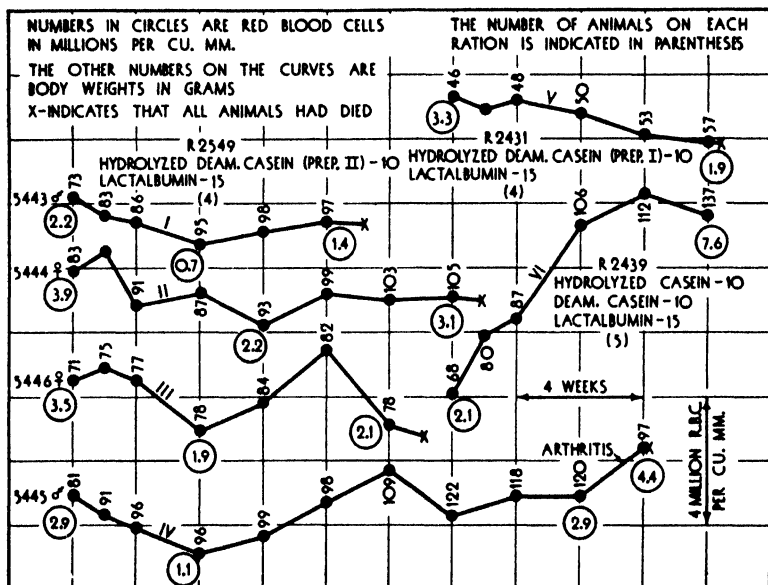 NUMBERS IN CIRCLES ARE RED BLOOD CELLS
IN MILLIONS PER CU. MM.
THE OTHER NUMBERS ON THE CURVES ARE
BODY WEIGHTS IN GRAMS
X-INDICATES THAT ALL ANIMALS HAD DIED
THE NUMBER OF ANIMALS ON EACH
RATION IS INDICATED IN PARENTHESES
46 48 50 53 57
V
3.3 1.9
R 2549
HYDROLYZED DEAM. CASEIN (PREP. II)-10
LACTALBUMIN-15
(4)
R 2431
HYDROLYZED DEAM. CASEIN (PREP. I)-10
LACTALBUMIN-15
(4)
5443 ♂ 73 83 86 95 98 97 X
I
2.2 0.7 1.4
5444 ♀ 83 91 87 93 99 103 105 X
II
3.9 2.2 3.1
68 80 87 106 112 137
VI
2.1 7.6
R 2439
HYDROLYZED CASEIN-10
DEAM. CASEIN-10
LACTALBUMIN-15
(5)
5446 ♀ 71 75 77 78 84 82 78 X
III
3.5 1.9 2.1
4 WEEKS
4 MILLION R.B.C.
PER CU. MM.
ARTHRITIS
5445 ♂ 81 91 96 96 99 98 109 122 118 120 97 X
IV
2.9 1.1 2.9 4.4